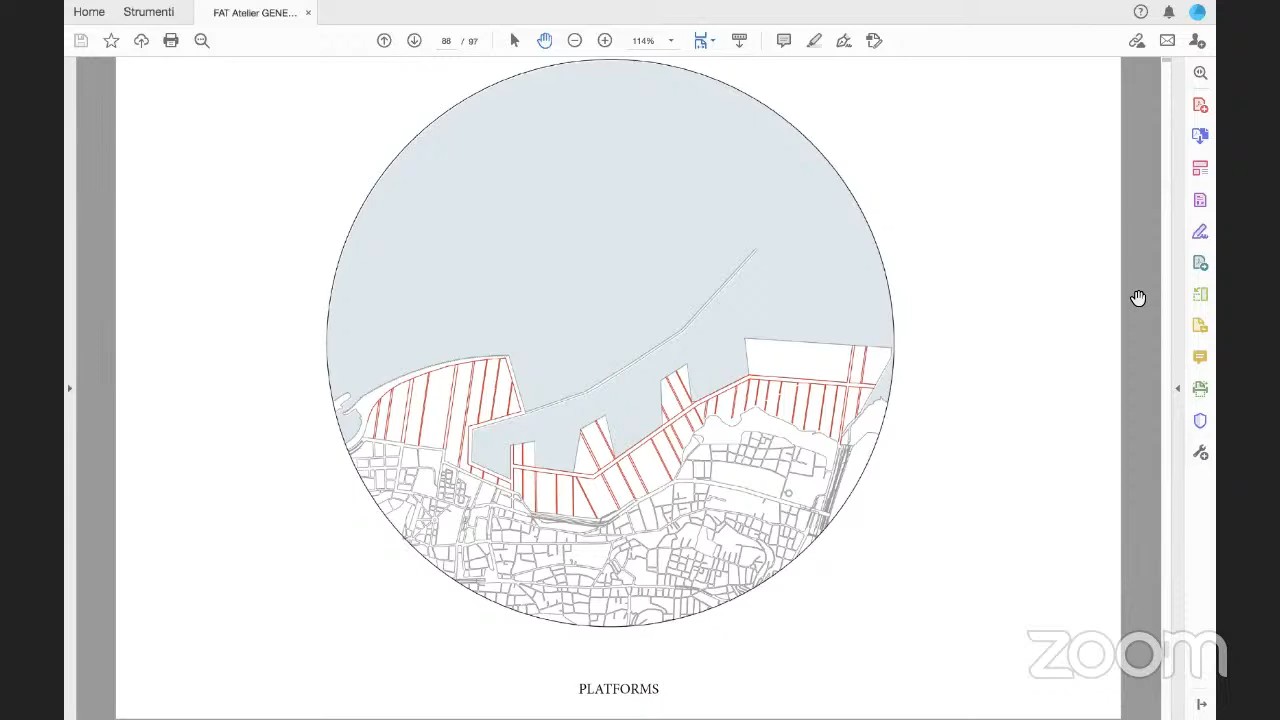 Home Strumenti FAT Atelier GENE... ×
88 / 97 114%
PLATFORMS
zoom